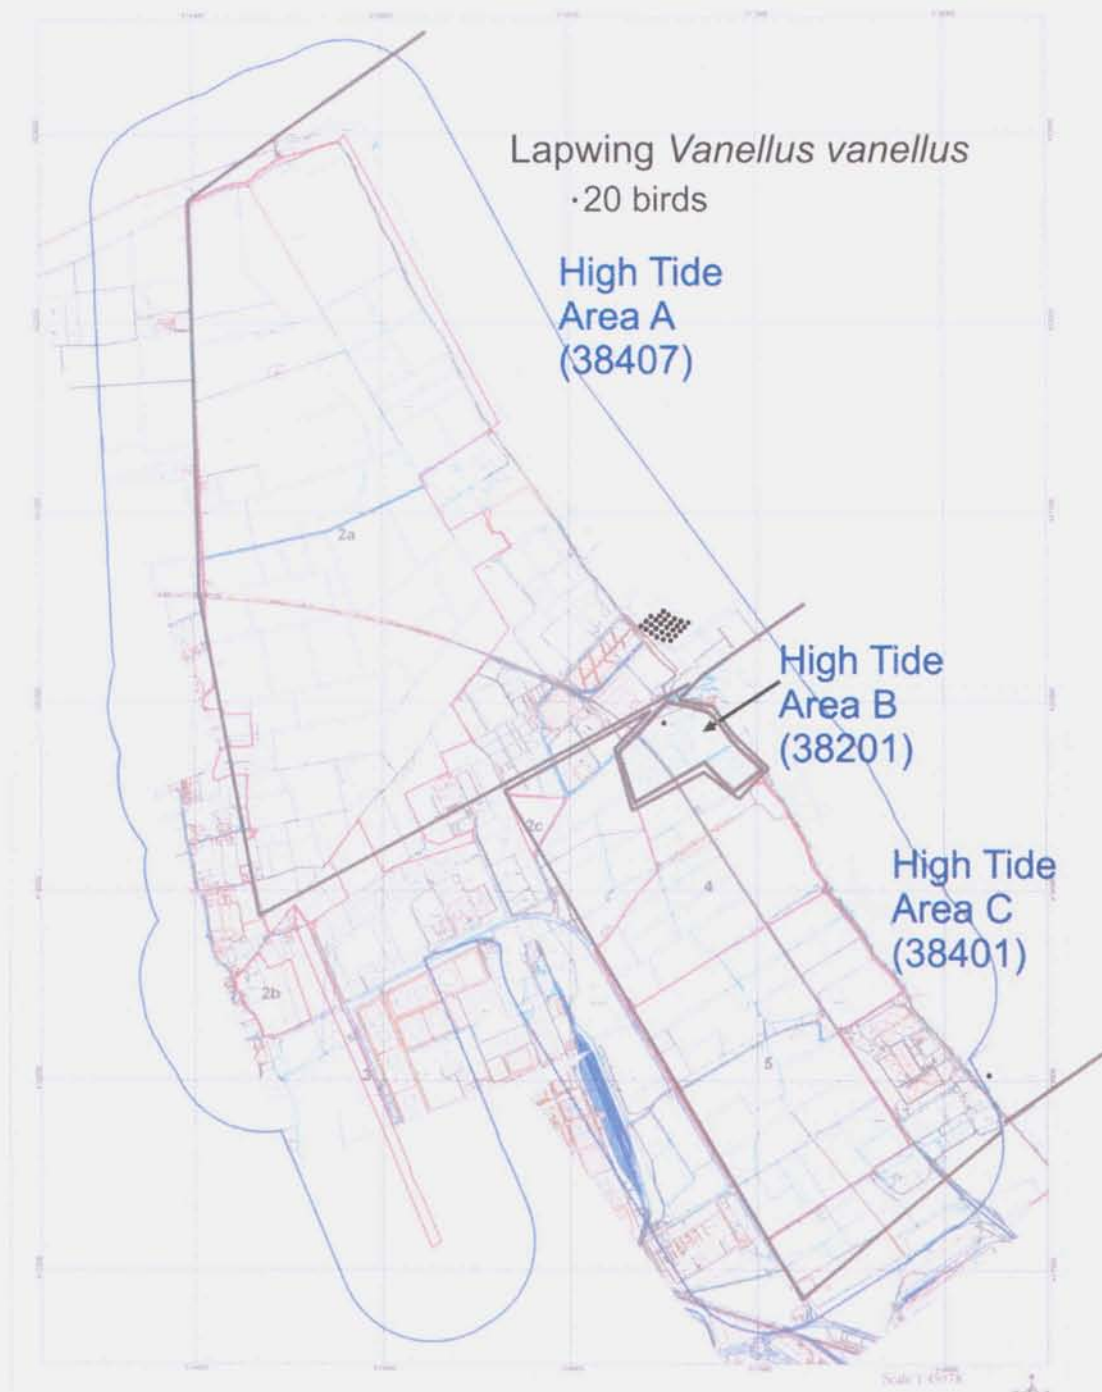 Lapwing Vanellus vanellus
·20 birds
High Tide
Area A
(38407)
2a
High Tide
Area B
(38201)
2c
High Tide
Area C
(38401)
4
2b
5
3